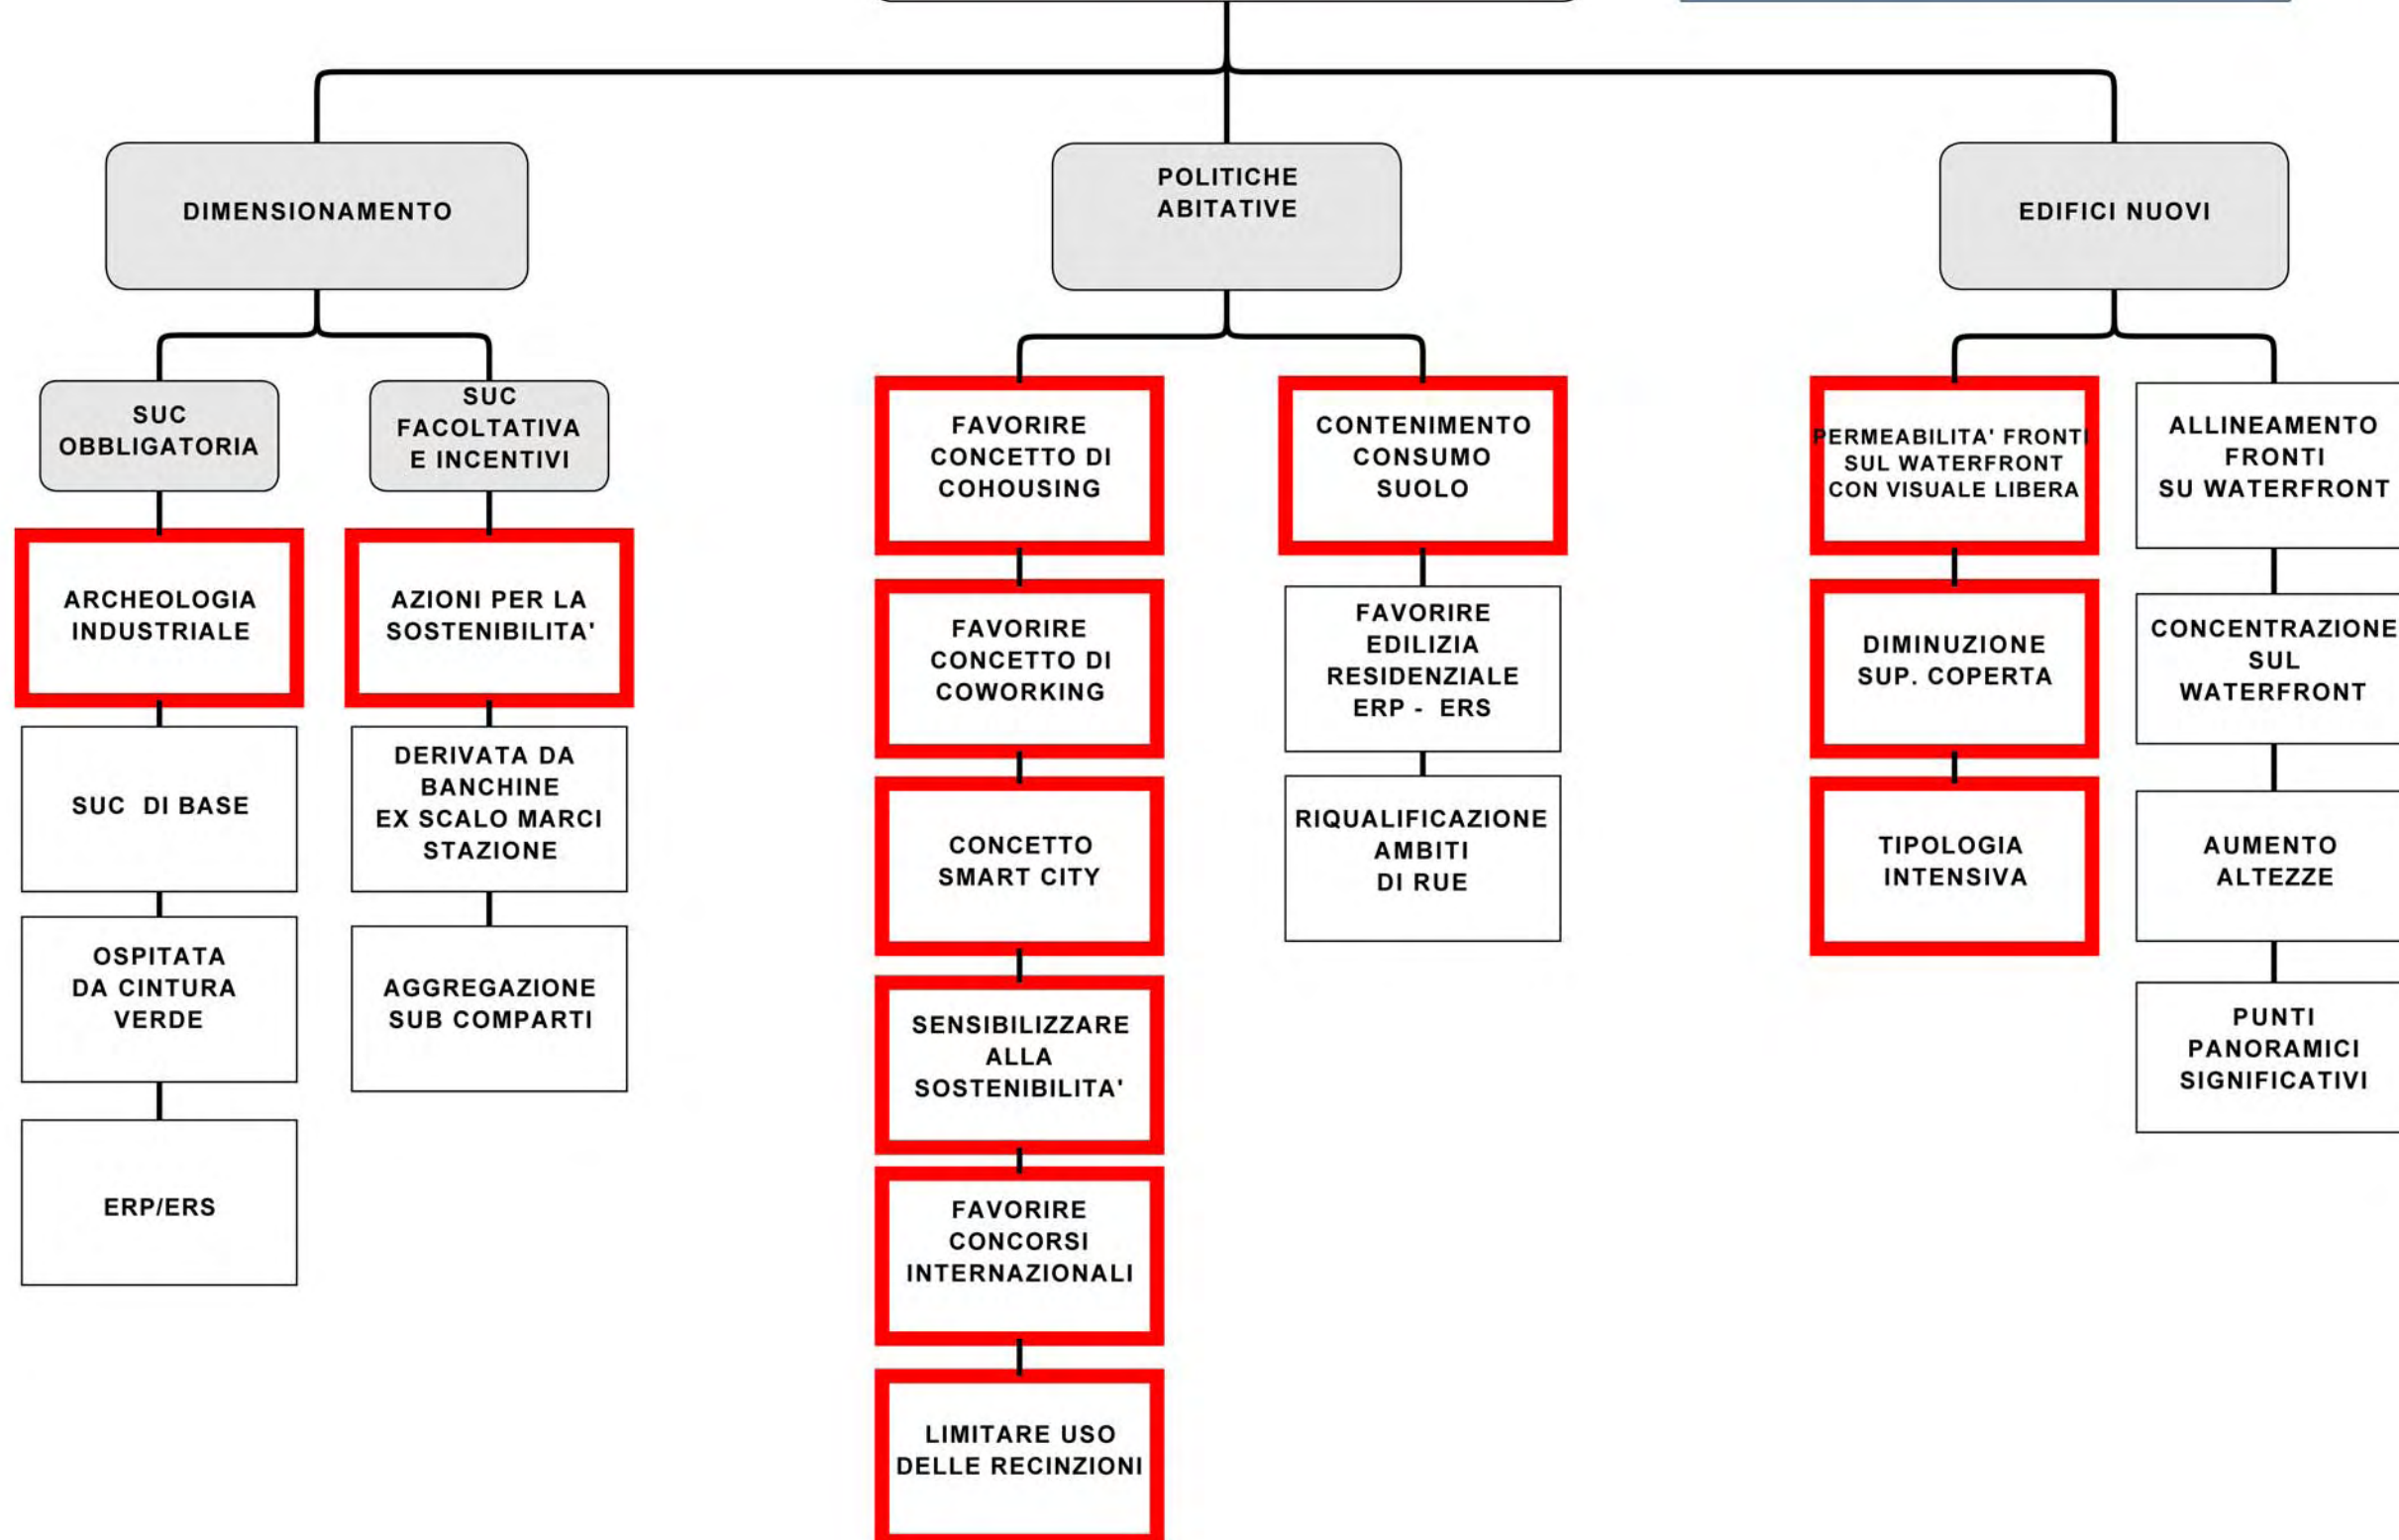 DIMENSIONAMENTO
SUC
OBBLIGATORIA
ARCHEOLOGIA
INDUSTRIALE
SUC DI BASE
OSPITATA
DA CINTURA
VERDE
ERP/ERS
SUC
FACOLTATIVA
E INCENTIVI
AZIONI PER LA
SOSTENIBILITA'
DERIVATA DA
BANCHINE
EX SCALO MARCI
STAZIONE
AGGREGAZIONE
SUB COMPARTI
POLITICHE
ABITATIVE
FAVORIRE
CONCETTO DI
COHOUSING
FAVORIRE
CONCETTO DI
COWORKING
CONCETTO
SMART CITY
SENSIBILIZZARE
ALLA
SOSTENIBILITA'
FAVORIRE
CONCORSI
INTERNAZIONALI
LIMITARE USO
DELLE RECINZIONI
CONTENIMENTO
CONSUMO
SUOLO
FAVORIRE
EDILIZIA
RESIDENZIALE
ERP - ERS
RIQUALIFICAZIONE
AMBITI
DI RUE
EDIFICI NUOVI
PERMEABILITA' FRONTI
SUL WATERFRONT
CON VISUALE LIBERA
DIMINUZIONE
SUP. COPERTA
TIPOLOGIA
INTENSIVA
ALLINEAMENTO
FRONTI
SU WATERFRONT
CONCENTRAZIONE
SUL
WATERFRONT
AUMENTO
ALTEZZE
PUNTI
PANORAMICI
SIGNIFICATIVI